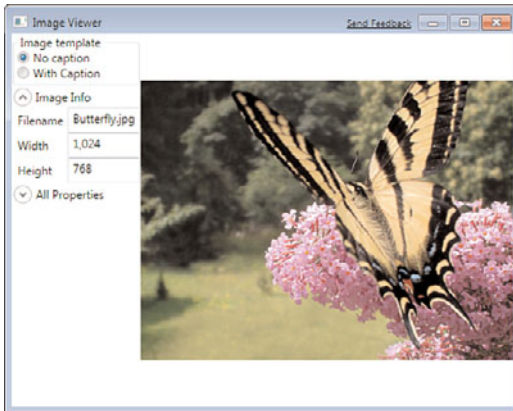 Image Viewer
Send Feedback
Image template
No caption
With Caption
Image Info
Filename Butterfly.jpg
Width 1,024
Height 768
All Properties